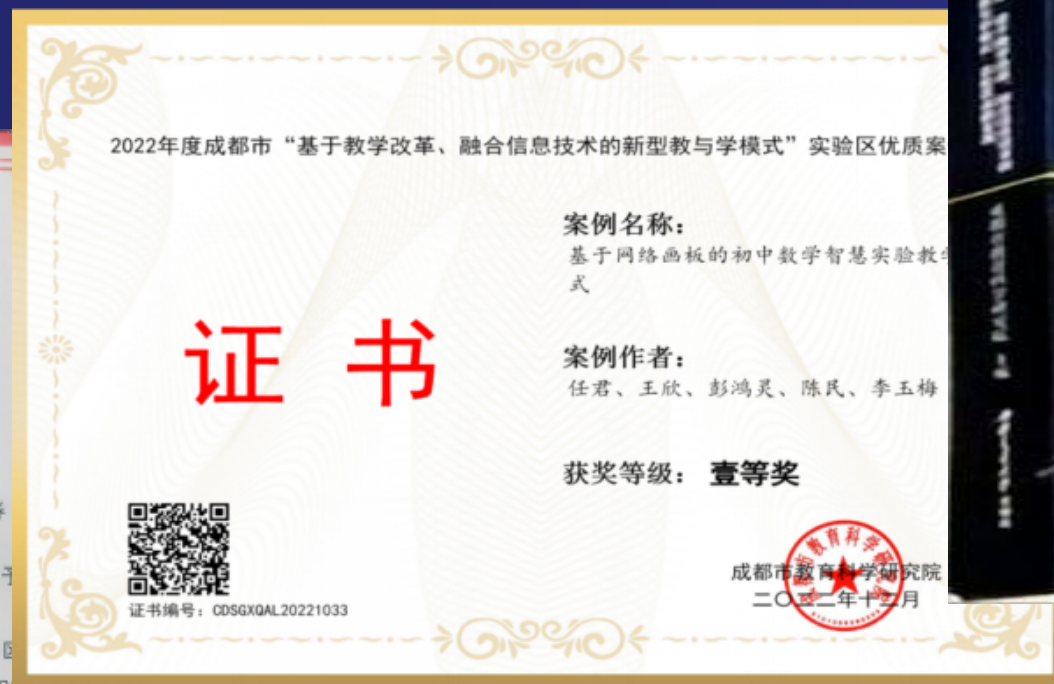 2022年度成都市“基于教学改革、融合信息技术的新型教与学模式”实验区优质案
案例名称：
基于网络画板的初中数学智慧实验教学
式
证 书
案例作者：
任君、王欣、彭鸿灵、陈民、李玉梅
获奖等级： 壹等奖
成都市教育科学研究院
二〇二二年十二月
证书编号：CDSGXQAL20221033